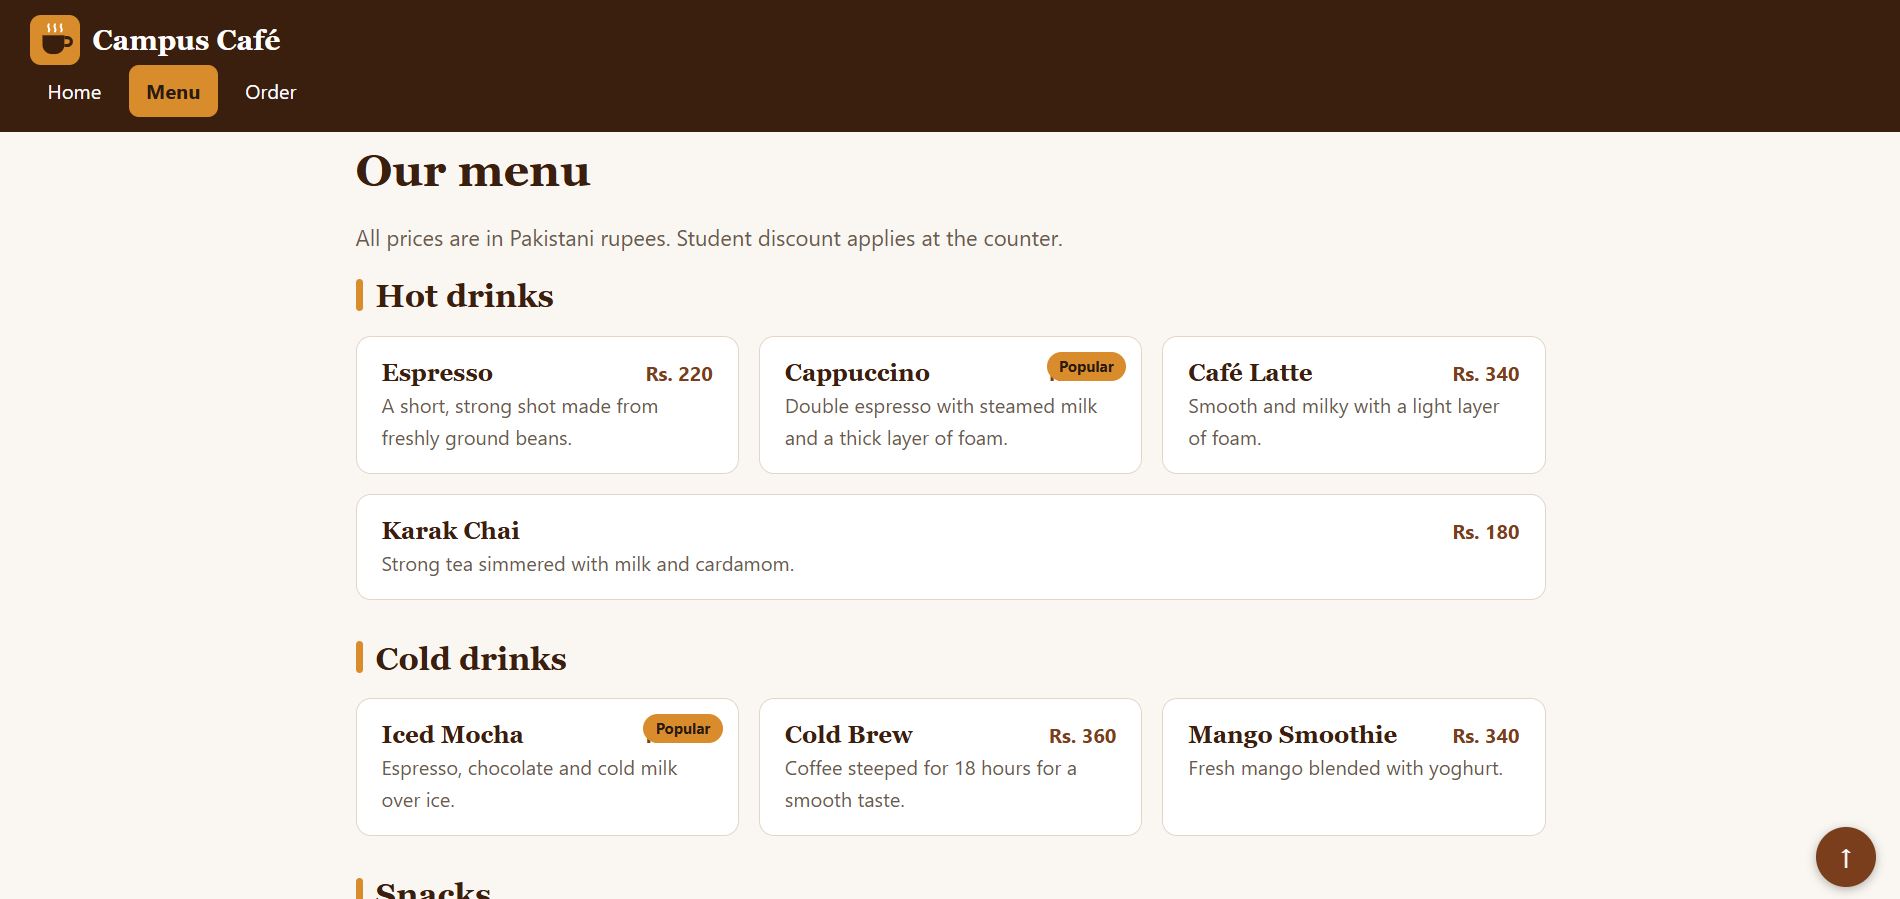 Campus Café
Home Menu Order
Our menu
All prices are in Pakistani rupees. Student discount applies at the counter.
Hot drinks
Espresso Rs. 220
A short, strong shot made from
freshly ground beans.
Cappuccino Popular
Double espresso with steamed milk
and a thick layer of foam.
Café Latte Rs. 340
Smooth and milky with a light layer
of foam.
Karak Chai Rs. 180
Strong tea simmered with milk and cardamom.
Cold drinks
Iced Mocha Popular
Espresso, chocolate and cold milk
over ice.
Cold Brew Rs. 360
Coffee steeped for 18 hours for a
smooth taste.
Mango Smoothie Rs. 340
Fresh mango blended with yoghurt.
Snacks
↑